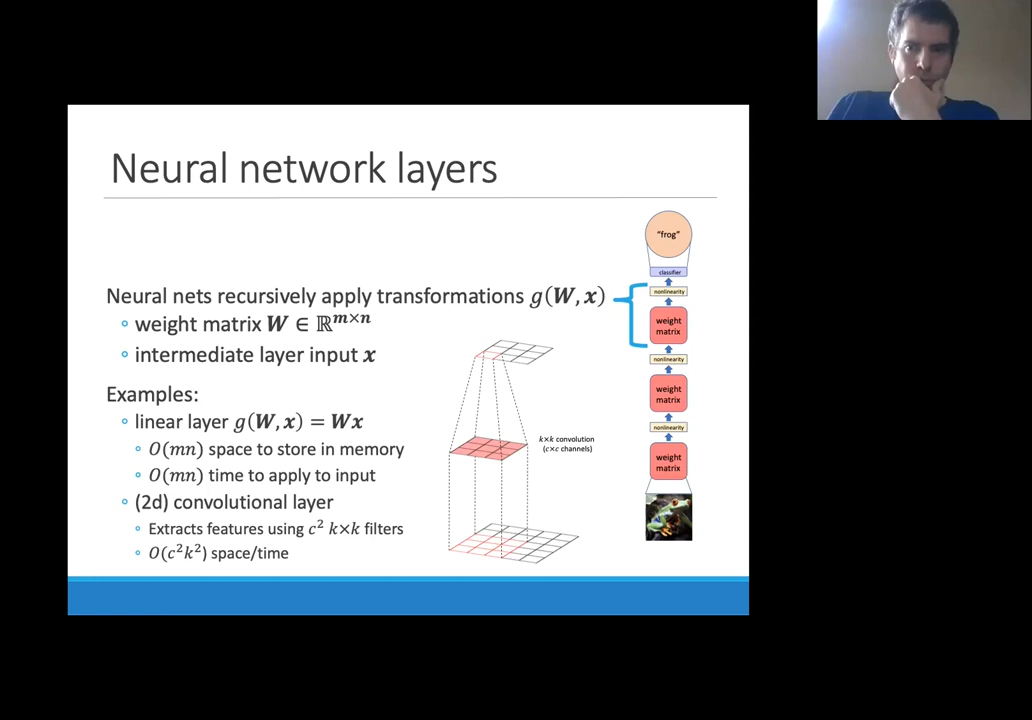 Neural network layers
Neural nets recursively apply transformations g(W, x)
weight matrix W ∈ ℝ^{m×n}
intermediate layer input x
Examples:
linear layer g(W, x) = Wx
O(mn) space to store in memory
O(mn) time to apply to input
(2d) convolutional layer
Extracts features using c² k×k filters
O(c²k²) space/time
k×k convolution
(c×c channels)
"frog"
classifier
nonlinearity
weight
matrix
nonlinearity
weight
matrix
nonlinearity
weight
matrix